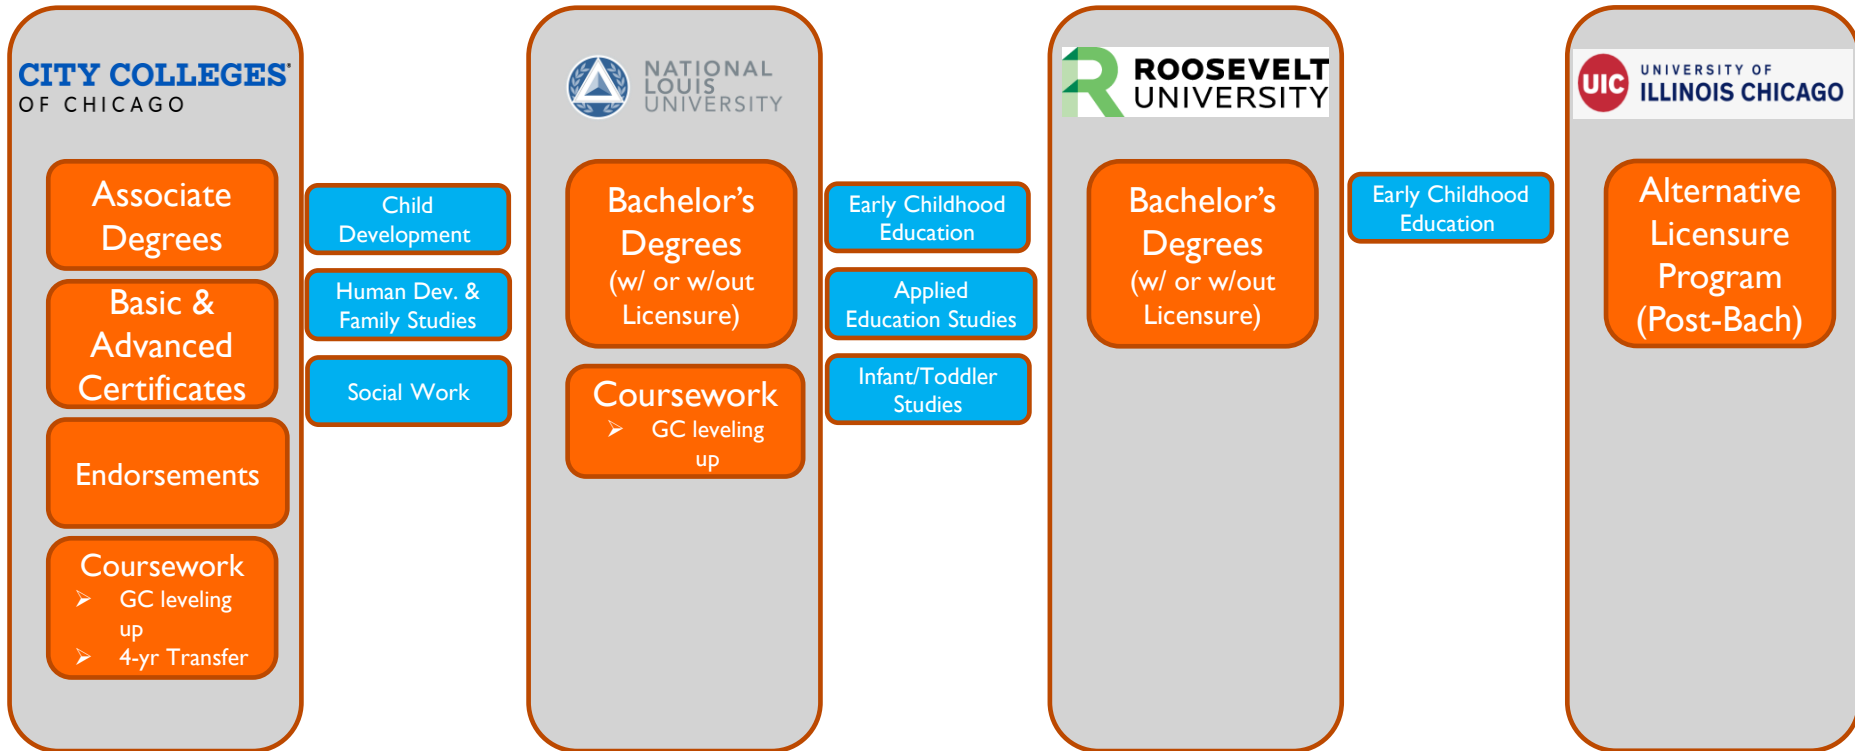 CITY COLLEGES
OF CHICAGO
Associate
Degrees
Basic &
Advanced
Certificates
Endorsements
Coursework
➢ GC leveling
up
➢ 4-yr Transfer
Child
Development
Human Dev. &
Family Studies
Social Work
NATIONAL
LOUIS
UNIVERSITY
Bachelor’s
Degrees
(w/ or w/out
Licensure)
Coursework
➢ GC leveling
up
Early Childhood
Education
Applied
Education Studies
Infant/Toddler
Studies
ROOSEVELT
UNIVERSITY
Bachelor’s
Degrees
(w/ or w/out
Licensure)
Early Childhood
Education
UIC
UNIVERSITY OF
ILLINOIS CHICAGO
Alternative
Licensure
Program
(Post-Bach)